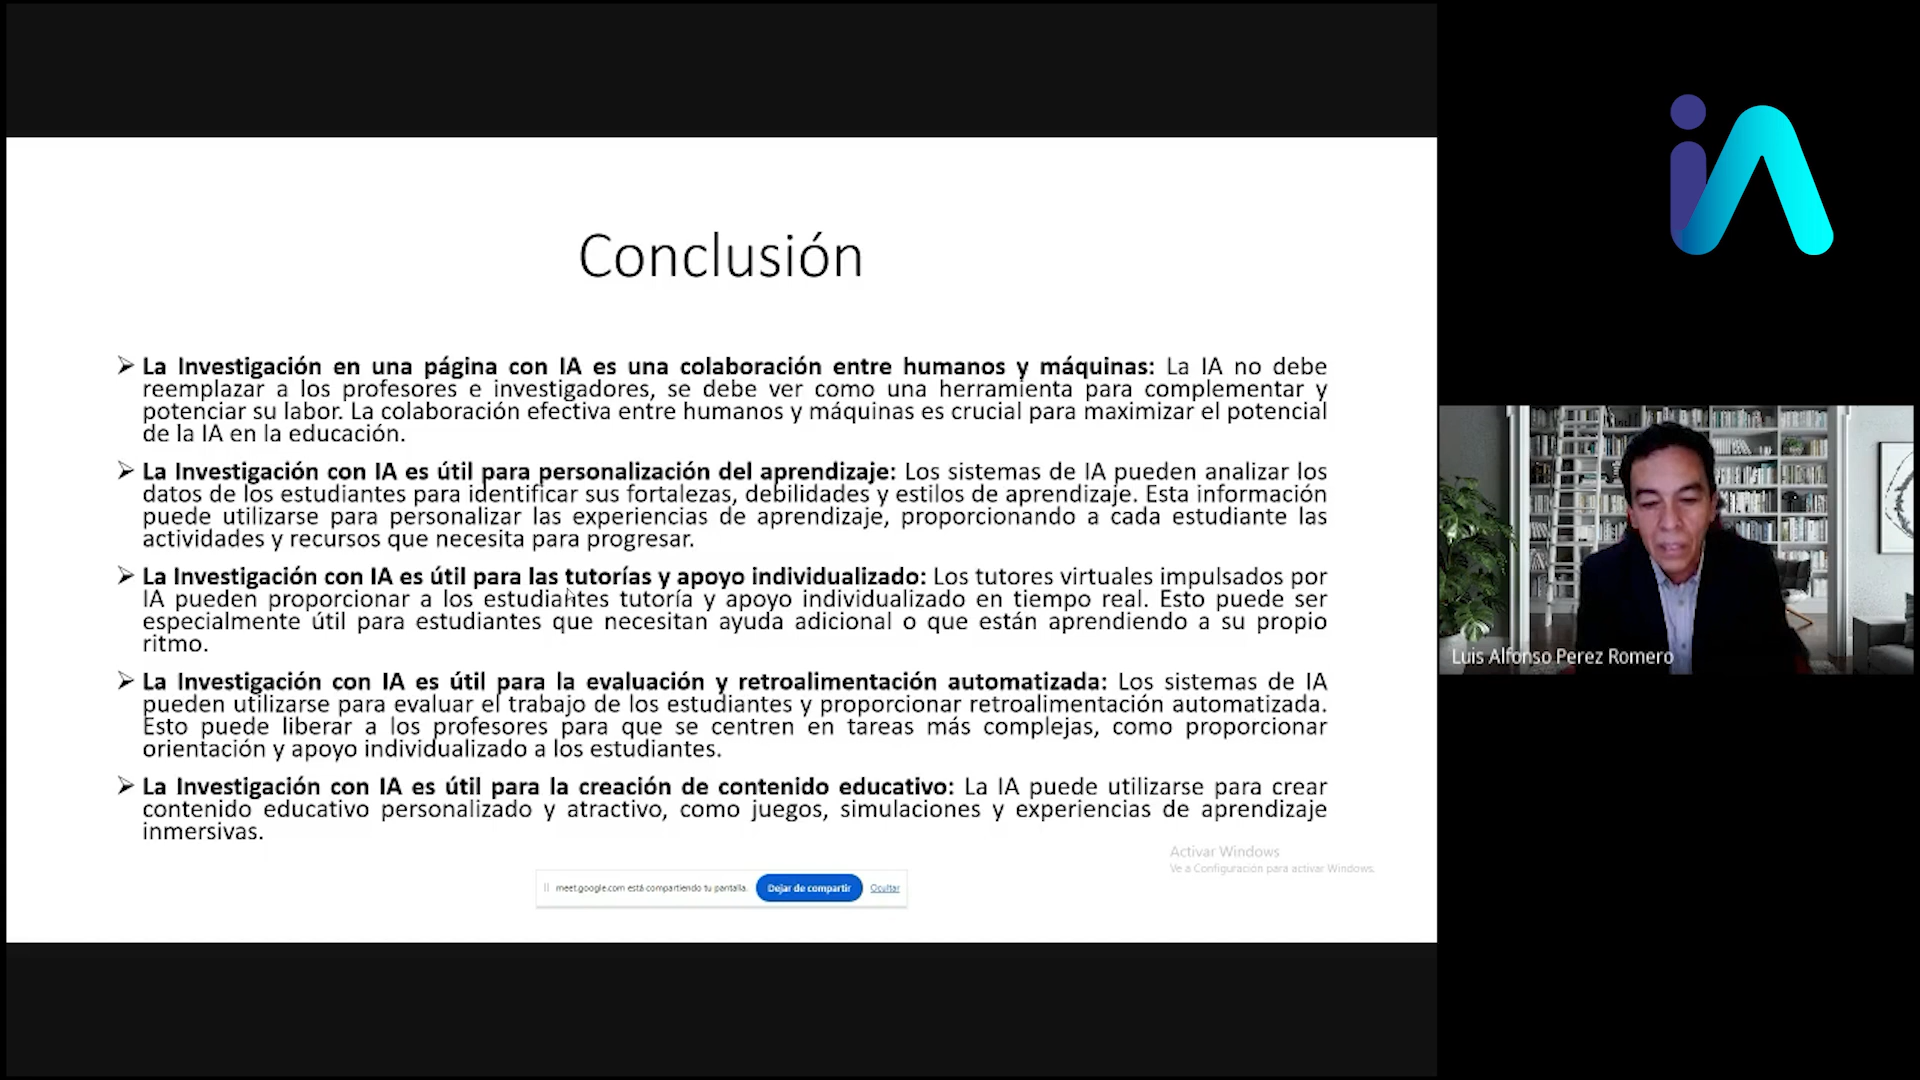 iA
Conclusión
La Investigación en una página con IA es una colaboración entre humanos y máquinas: La IA no debe
reemplazar a los profesores e investigadores, se debe ver como una herramienta para complementar y
potenciar su labor. La colaboración efectiva entre humanos y máquinas es crucial para maximizar el potencial
de la IA en la educación.
La Investigación con IA es útil para personalización del aprendizaje: Los sistemas de IA pueden analizar los
datos de los estudiantes para identificar sus fortalezas, debilidades y estilos de aprendizaje. Esta información
puede utilizarse para personalizar las experiencias de aprendizaje, proporcionando a cada estudiante las
actividades y recursos que necesita para progresar.
La Investigación con IA es útil para las tutorías y apoyo individualizado: Los tutores virtuales impulsados por
IA pueden proporcionar a los estudiantes tutoría y apoyo individualizado en tiempo real. Esto puede ser
especialmente útil para estudiantes que necesitan ayuda adicional o que están aprendiendo a su propio
ritmo.
La Investigación con IA es útil para la evaluación y retroalimentación automatizada: Los sistemas de IA
pueden utilizarse para evaluar el trabajo de los estudiantes y proporcionar retroalimentación automatizada.
Esto puede liberar a los profesores para que se centren en tareas más complejas, como proporcionar
orientación y apoyo individualizado a los estudiantes.
La Investigación con IA es útil para la creación de contenido educativo: La IA puede utilizarse para crear
contenido educativo personalizado y atractivo, como juegos, simulaciones y experiencias de aprendizaje
inmersivas.
Activar Windows
Ve a Configuración para activar Windows.
meet.google.com está compartiendo tu pantalla.
Dejar de compartir
Ocultar
Luis Alfonso Perez Romero